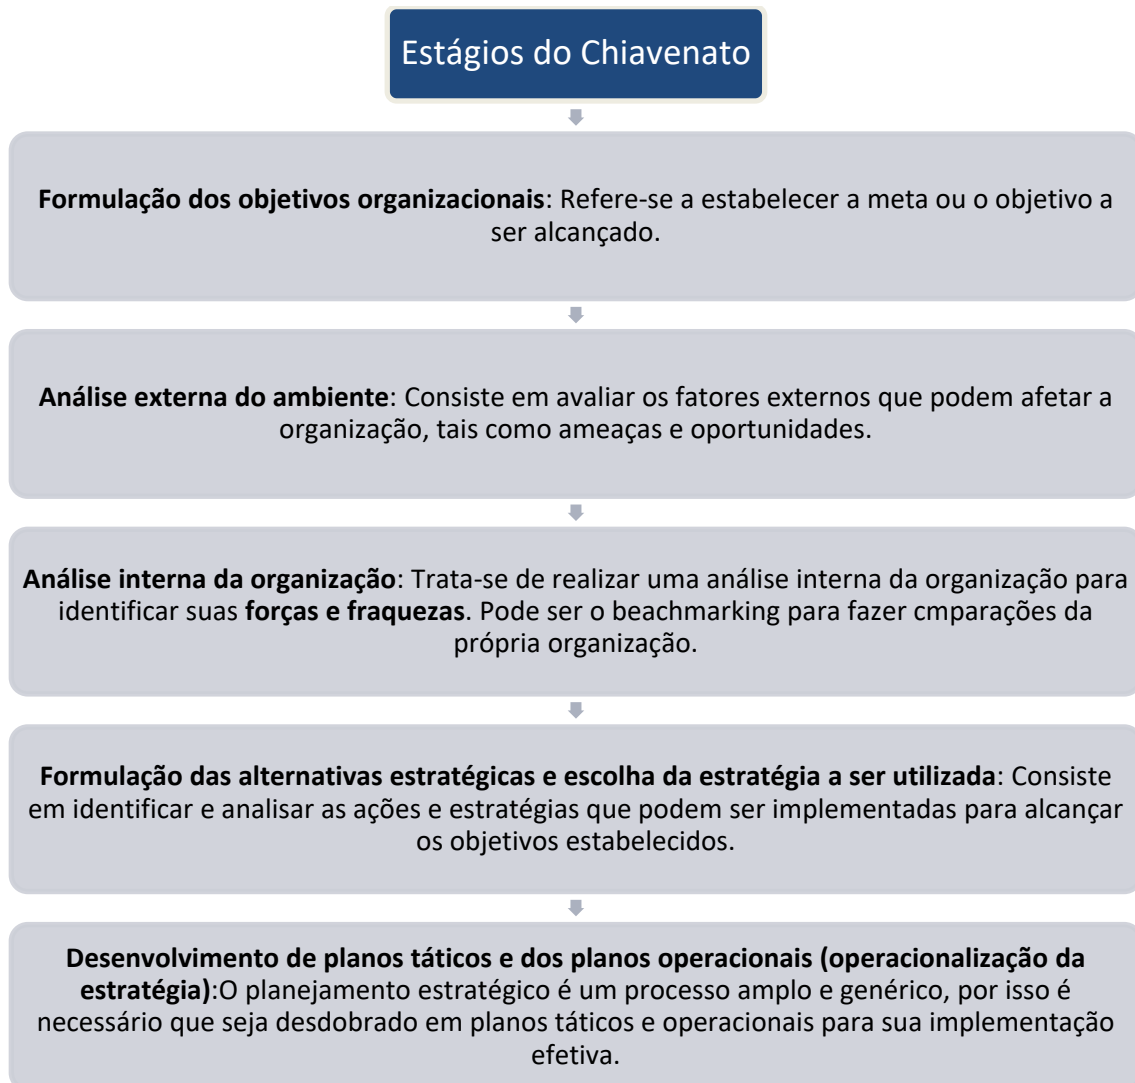 Estágios do Chiavenato
Formulação dos objetivos organizacionais: Refere-se a estabelecer a meta ou o objetivo a
ser alcançado.
Análise externa do ambiente: Consiste em avaliar os fatores externos que podem afetar a
organização, tais como ameaças e oportunidades.
Análise interna da organização: Trata-se de realizar uma análise interna da organização para
identificar suas forças e fraquezas. Pode ser o beachmarking para fazer cmparações da
própria organização.
Formulação das alternativas estratégicas e escolha da estratégia a ser utilizada: Consiste
em identificar e analisar as ações e estratégias que podem ser implementadas para alcançar
os objetivos estabelecidos.
Desenvolvimento de planos táticos e dos planos operacionais (operacionalização da
estratégia):O planejamento estratégico é um processo amplo e genérico, por isso é
necessário que seja desdobrado em planos táticos e operacionais para sua implementação
efetiva.